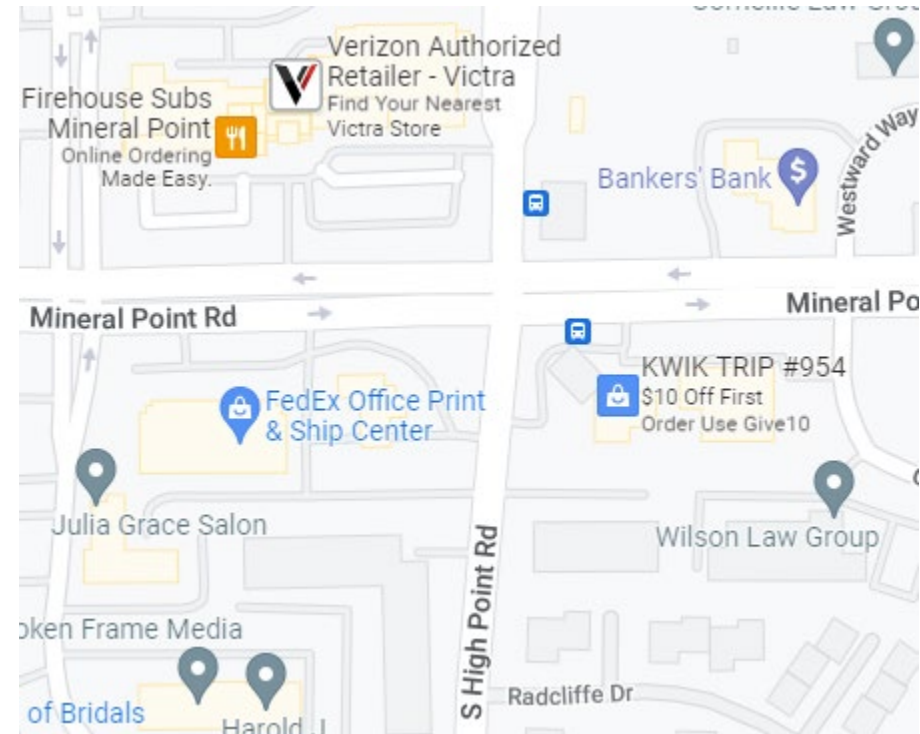 Verizon Authorized
Retailer - Victra
Find Your Nearest
Victra Store
Firehouse Subs
Mineral Point
Online Ordering
Made Easy.
Bankers' Bank
$
Westward Way
Mineral Point Rd
Mineral Po
KWIK TRIP #954
$10 Off First
Order Use Give10
FedEx Office Print
& Ship Center
Julia Grace Salon
Wilson Law Group
S High Point Rd
oken Frame Media
Radcliffe Dr
of Bridals
Harold J